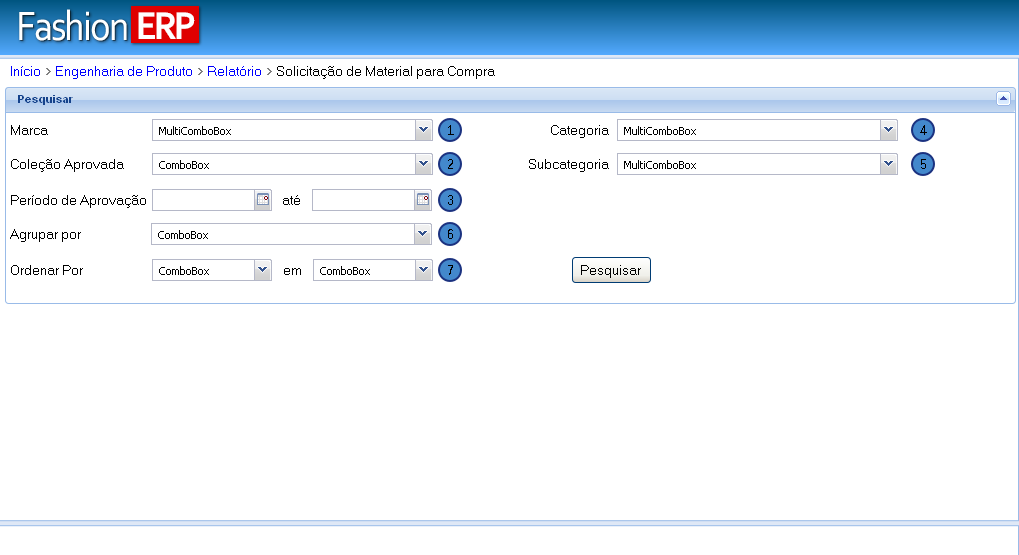 Fashion ERP
Início > Engenharia de Produto > Relatório > Solicitação de Material para Compra
Pesquisar
Marca MultiComboBox 1 Categoria MultiComboBox 4
Coleção Aprovada ComboBox 2 Subcategoria MultiComboBox 5
Período de Aprovação até 3
Agrupar por ComboBox 6
Ordenar Por ComboBox em ComboBox 7 Pesquisar